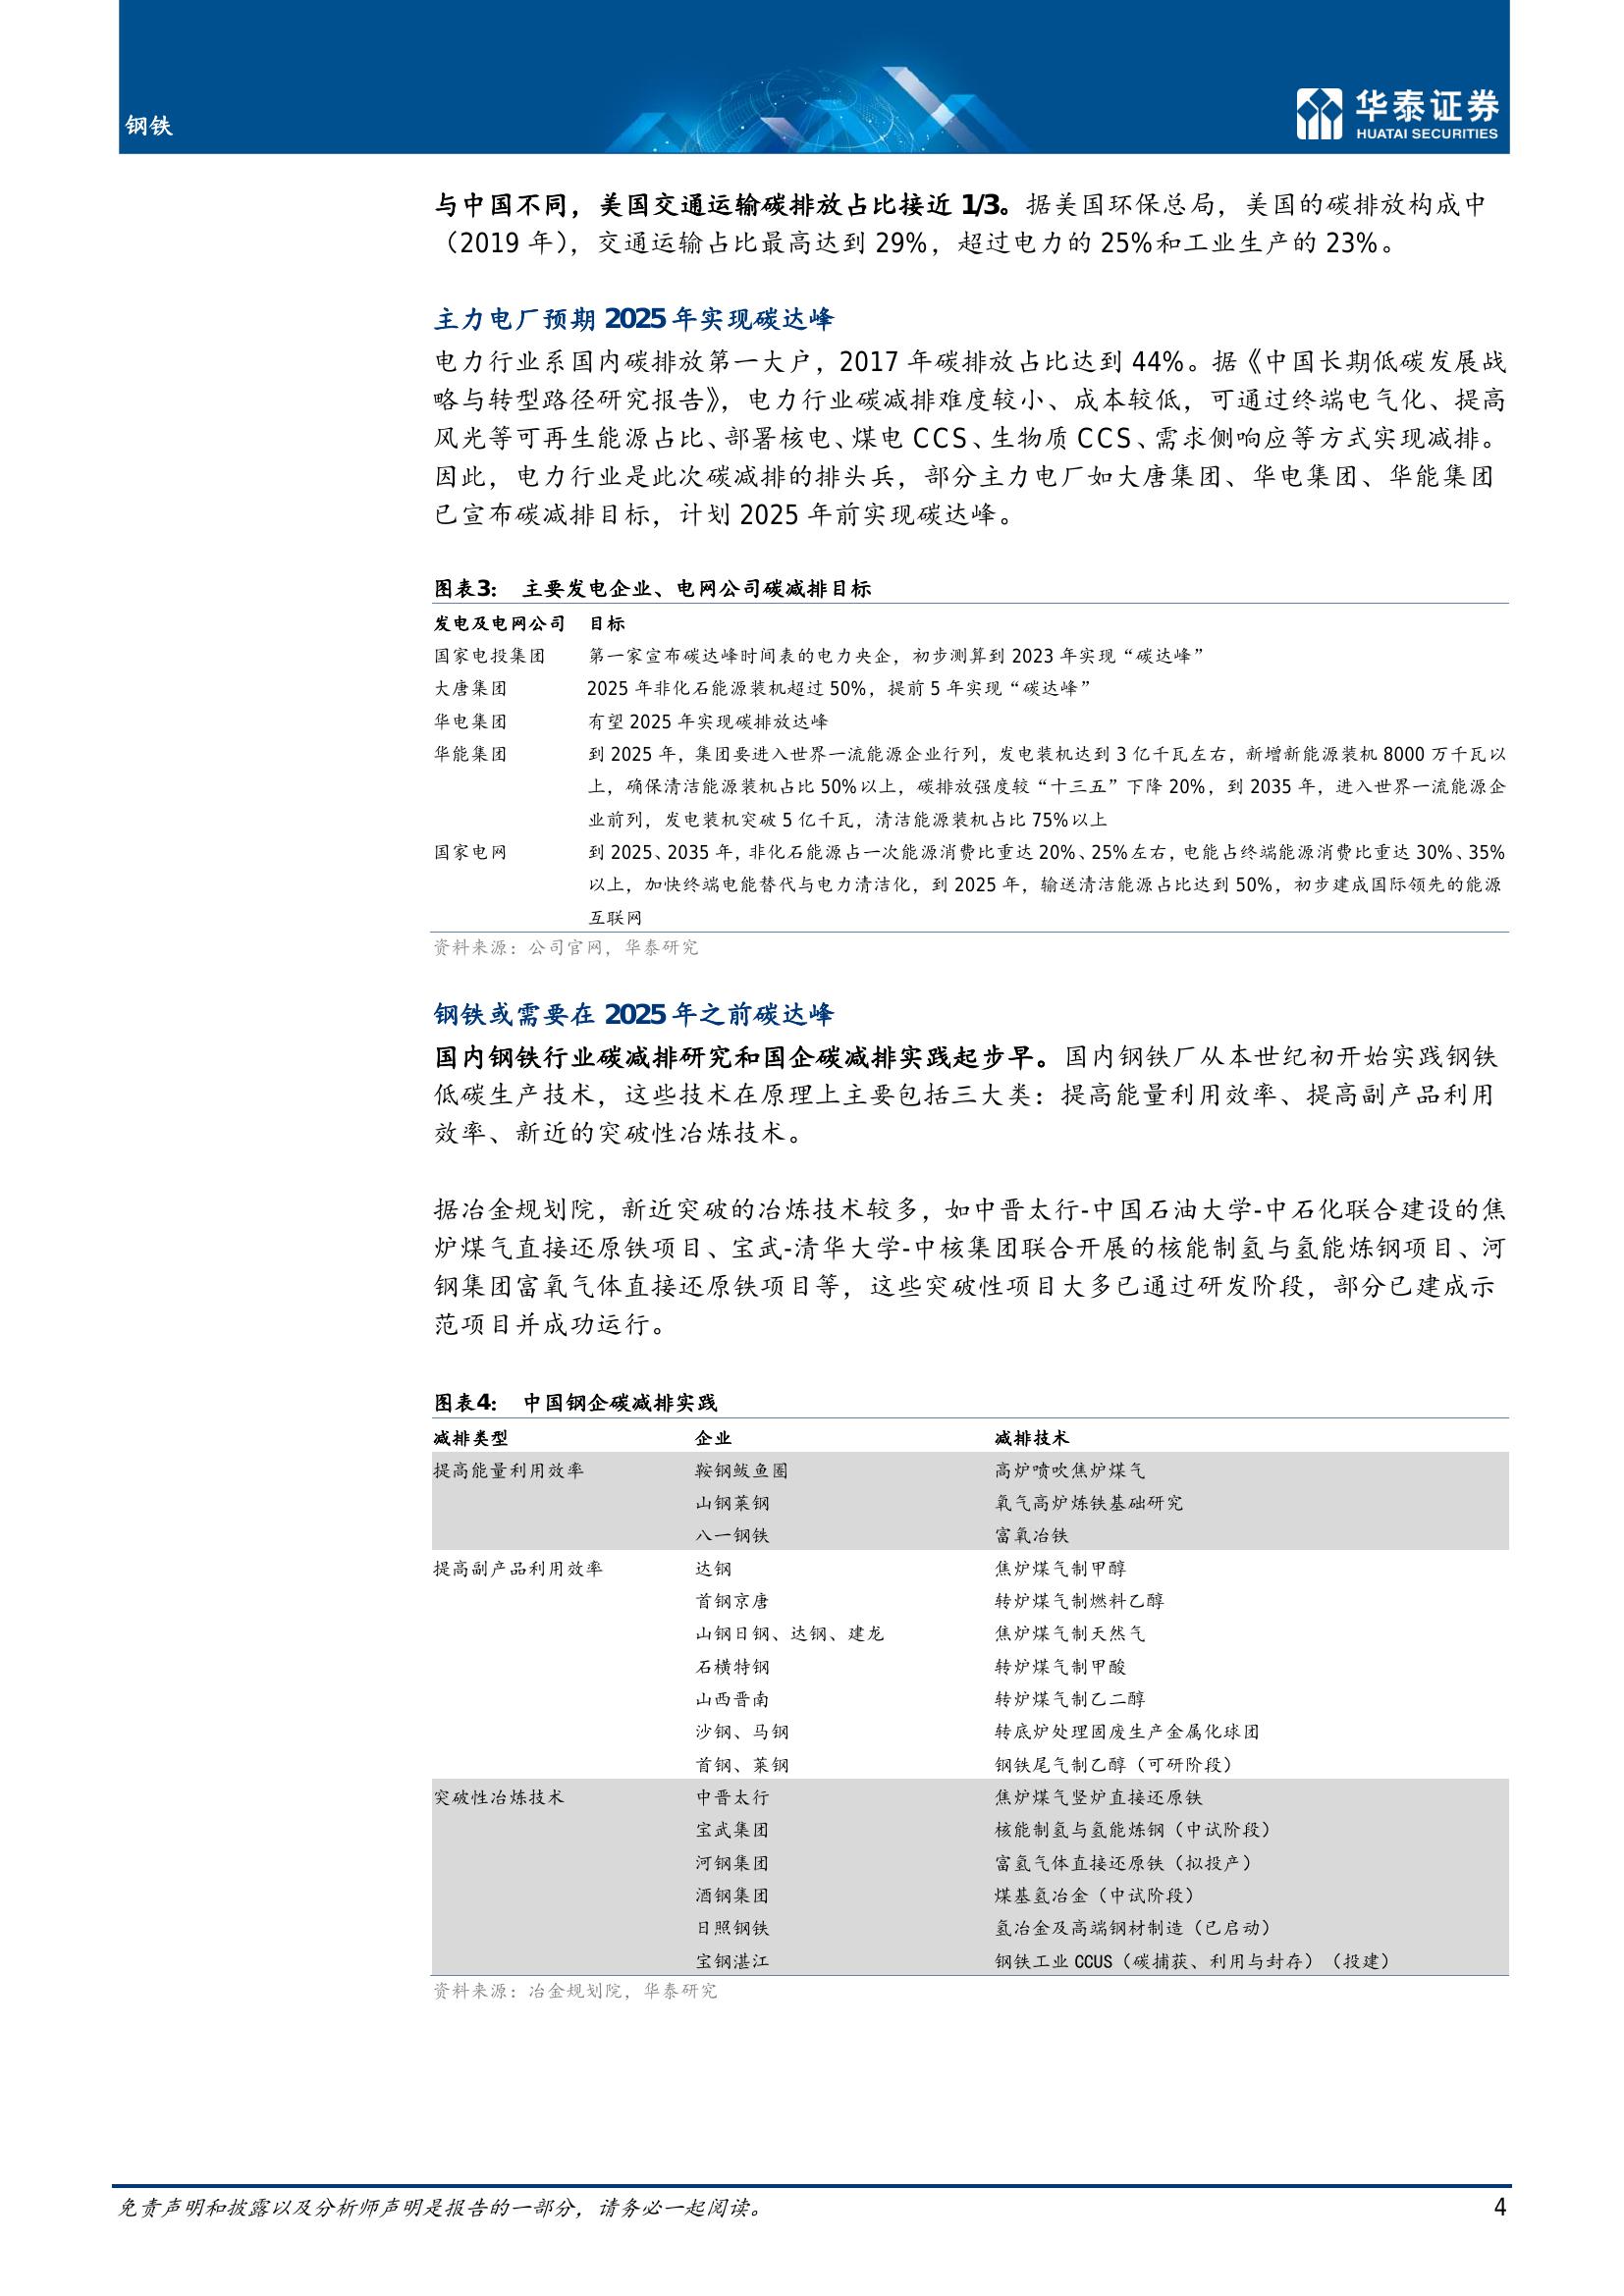 钢铁
华泰证券
HUATAI SECURITIES
与中国不同，美国交通运输碳排放占比接近 1/3。据美国环保总局，美国的碳排放构成中
（2019 年），交通运输占比最高达到 29%，超过电力的 25%和工业生产的 23%。
主力电厂预期 2025 年实现碳达峰
电力行业系国内碳排放第一大户，2017 年碳排放占比达到 44%。据《中国长期低碳发展战
略与转型路径研究报告》，电力行业碳减排难度较小、成本较低，可通过终端电气化、提高
风光等可再生能源占比、部署核电、煤电 CCS、生物质 CCS、需求侧响应等方式实现减排。
因此，电力行业是此次碳减排的排头兵，部分主力电厂如大唐集团、华电集团、华能集团
已宣布碳减排目标，计划 2025 年前实现碳达峰。
图表3： 主要发电企业、电网公司碳减排目标
发电及电网公司 目标
国家电投集团 第一家宣布碳达峰时间表的电力央企，初步测算到 2023 年实现“碳达峰”
大唐集团 2025 年非化石能源装机超过 50%，提前 5 年实现“碳达峰”
华电集团 有望 2025 年实现碳排放达峰
华能集团 到 2025 年，集团要进入世界一流能源企业行列，发电装机达到 3 亿千瓦左右，新增新能源装机 8000 万千瓦以
上，确保清洁能源装机占比 50%以上，碳排放强度较“十三五”下降 20%，到 2035 年，进入世界一流能源企
业前列，发电装机突破 5 亿千瓦，清洁能源装机占比 75%以上
国家电网 到 2025、2035 年，非化石能源占一次能源消费比重达 20%、25%左右，电能占终端能源消费比重达 30%、35%
以上，加快终端电能替代与电力清洁化，到 2025 年，输送清洁能源占比达到 50%，初步建成国际领先的能源
互联网
资料来源：公司官网，华泰研究
钢铁或需要在 2025 年之前碳达峰
国内钢铁行业碳减排研究和国企碳减排实践起步早。国内钢铁厂从本世纪初开始实践钢铁
低碳生产技术，这些技术在原理上主要包括三大类：提高能量利用效率、提高副产品利用
效率、新近的突破性冶炼技术。
据冶金规划院，新近突破的冶炼技术较多，如中晋太行-中国石油大学-中石化联合建设的焦
炉煤气直接还原铁项目、宝武-清华大学-中核集团联合开展的核能制氢与氢能炼钢项目、河
钢集团富氧气体直接还原铁项目等，这些突破性项目大多已通过研发阶段，部分已建成示
范项目并成功运行。
图表4： 中国钢企碳减排实践
减排类型 企业 减排技术
提高能量利用效率 鞍钢鲅鱼圈 高炉喷吹焦炉煤气
山钢莱钢 氧气高炉炼铁基础研究
八一钢铁 富氧冶铁
提高副产品利用效率 达钢 焦炉煤气制甲醇
首钢京唐 转炉煤气制燃料乙醇
山钢日钢、达钢、建龙 焦炉煤气制天然气
石横特钢 转炉煤气制甲酸
山西晋南 转炉煤气制乙二醇
沙钢、马钢 转底炉处理固废生产金属化球团
首钢、莱钢 钢铁尾气制乙醇（可研阶段）
突破性冶炼技术 中晋太行 焦炉煤气竖炉直接还原铁
宝武集团 核能制氢与氢能炼钢（中试阶段）
河钢集团 富氢气体直接还原铁（拟投产）
酒钢集团 煤基氢冶金（中试阶段）
日照钢铁 氢冶金及高端钢材制造（已启动）
宝钢湛江 钢铁工业 CCUS（碳捕获、利用与封存）（投建）
资料来源：冶金规划院，华泰研究
免责声明和披露以及分析师声明是报告的一部分，请务必一起阅读。 4